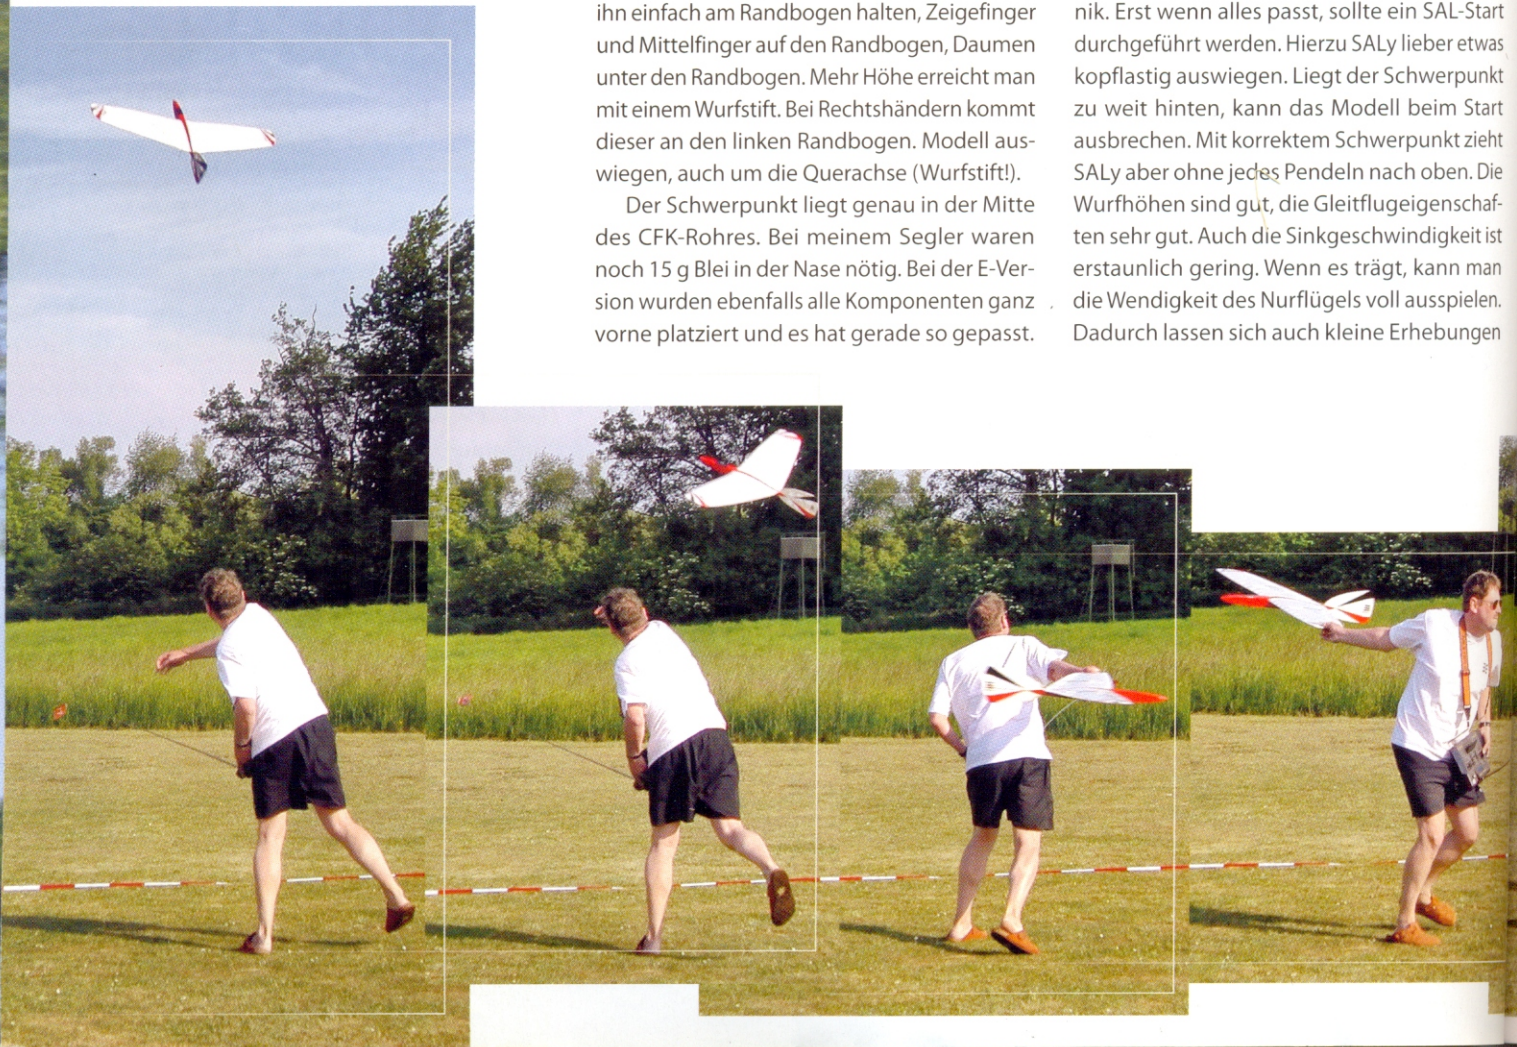 ihn einfach am Randbogen halten, Zeigefinger
und Mittelfinger auf den Randbogen, Daumen
unter den Randbogen. Mehr Höhe erreicht man
mit einem Wurfstift. Bei Rechtshändern kommt
dieser an den linken Randbogen. Modell aus-
wiegen, auch um die Querachse (Wurfstift!).
Der Schwerpunkt liegt genau in der Mitte
des CFK-Rohres. Bei meinem Segler waren
noch 15 g Blei in der Nase nötig. Bei der E-Ver-
sion wurden ebenfalls alle Komponenten ganz
vorne platziert und es hat gerade so gepasst.
nik. Erst wenn alles passt, sollte ein SAL-Start
durchgeführt werden. Hierzu SALy lieber etwas
kopflastig auswiegen. Liegt der Schwerpunkt
zu weit hinten, kann das Modell beim Start
ausbrechen. Mit korrektem Schwerpunkt zieht
SALy aber ohne jedes Pendeln nach oben. Die
Wurfhöhen sind gut, die Gleitflugeigenschaf-
ten sehr gut. Auch die Sinkgeschwindigkeit ist
erstaunlich gering. Wenn es trägt, kann man
die Wendigkeit des Nurflügels voll ausspielen.
Dadurch lassen sich auch kleine Erhebungen